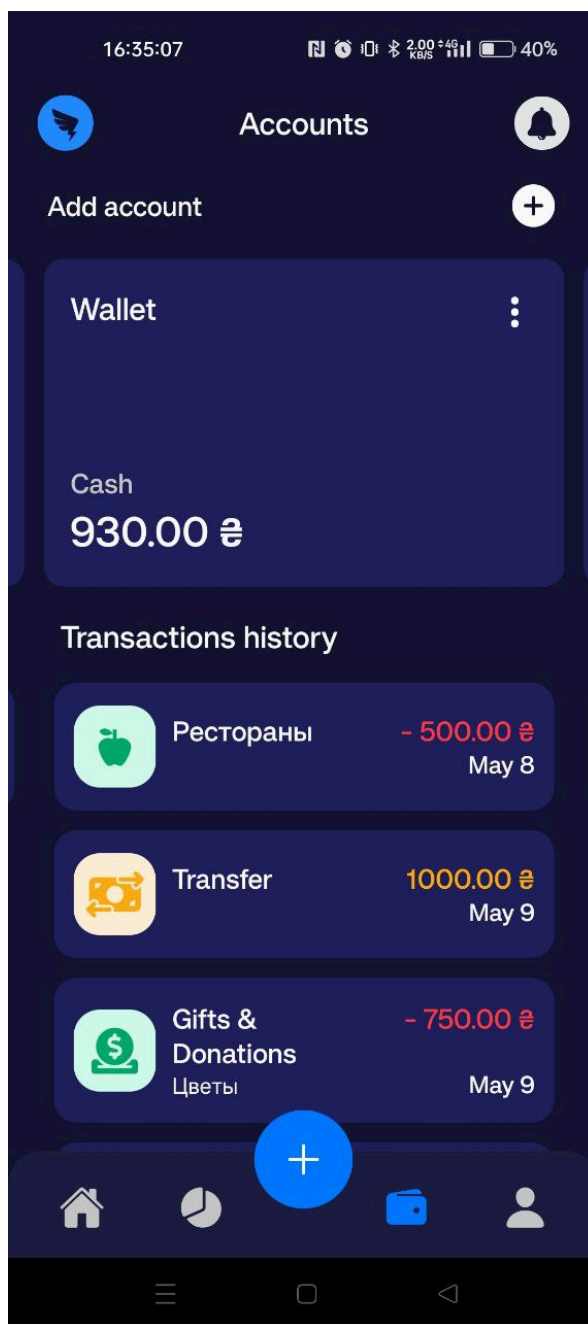 16:35:07 2.00 KB/S 4G 40%
Accounts
Add account
Wallet
Cash
930.00 ₴
Transactions history
Рестораны - 500.00 ₴
May 8
Transfer 1000.00 ₴
May 9
Gifts & - 750.00 ₴
Donations
Цветы May 9